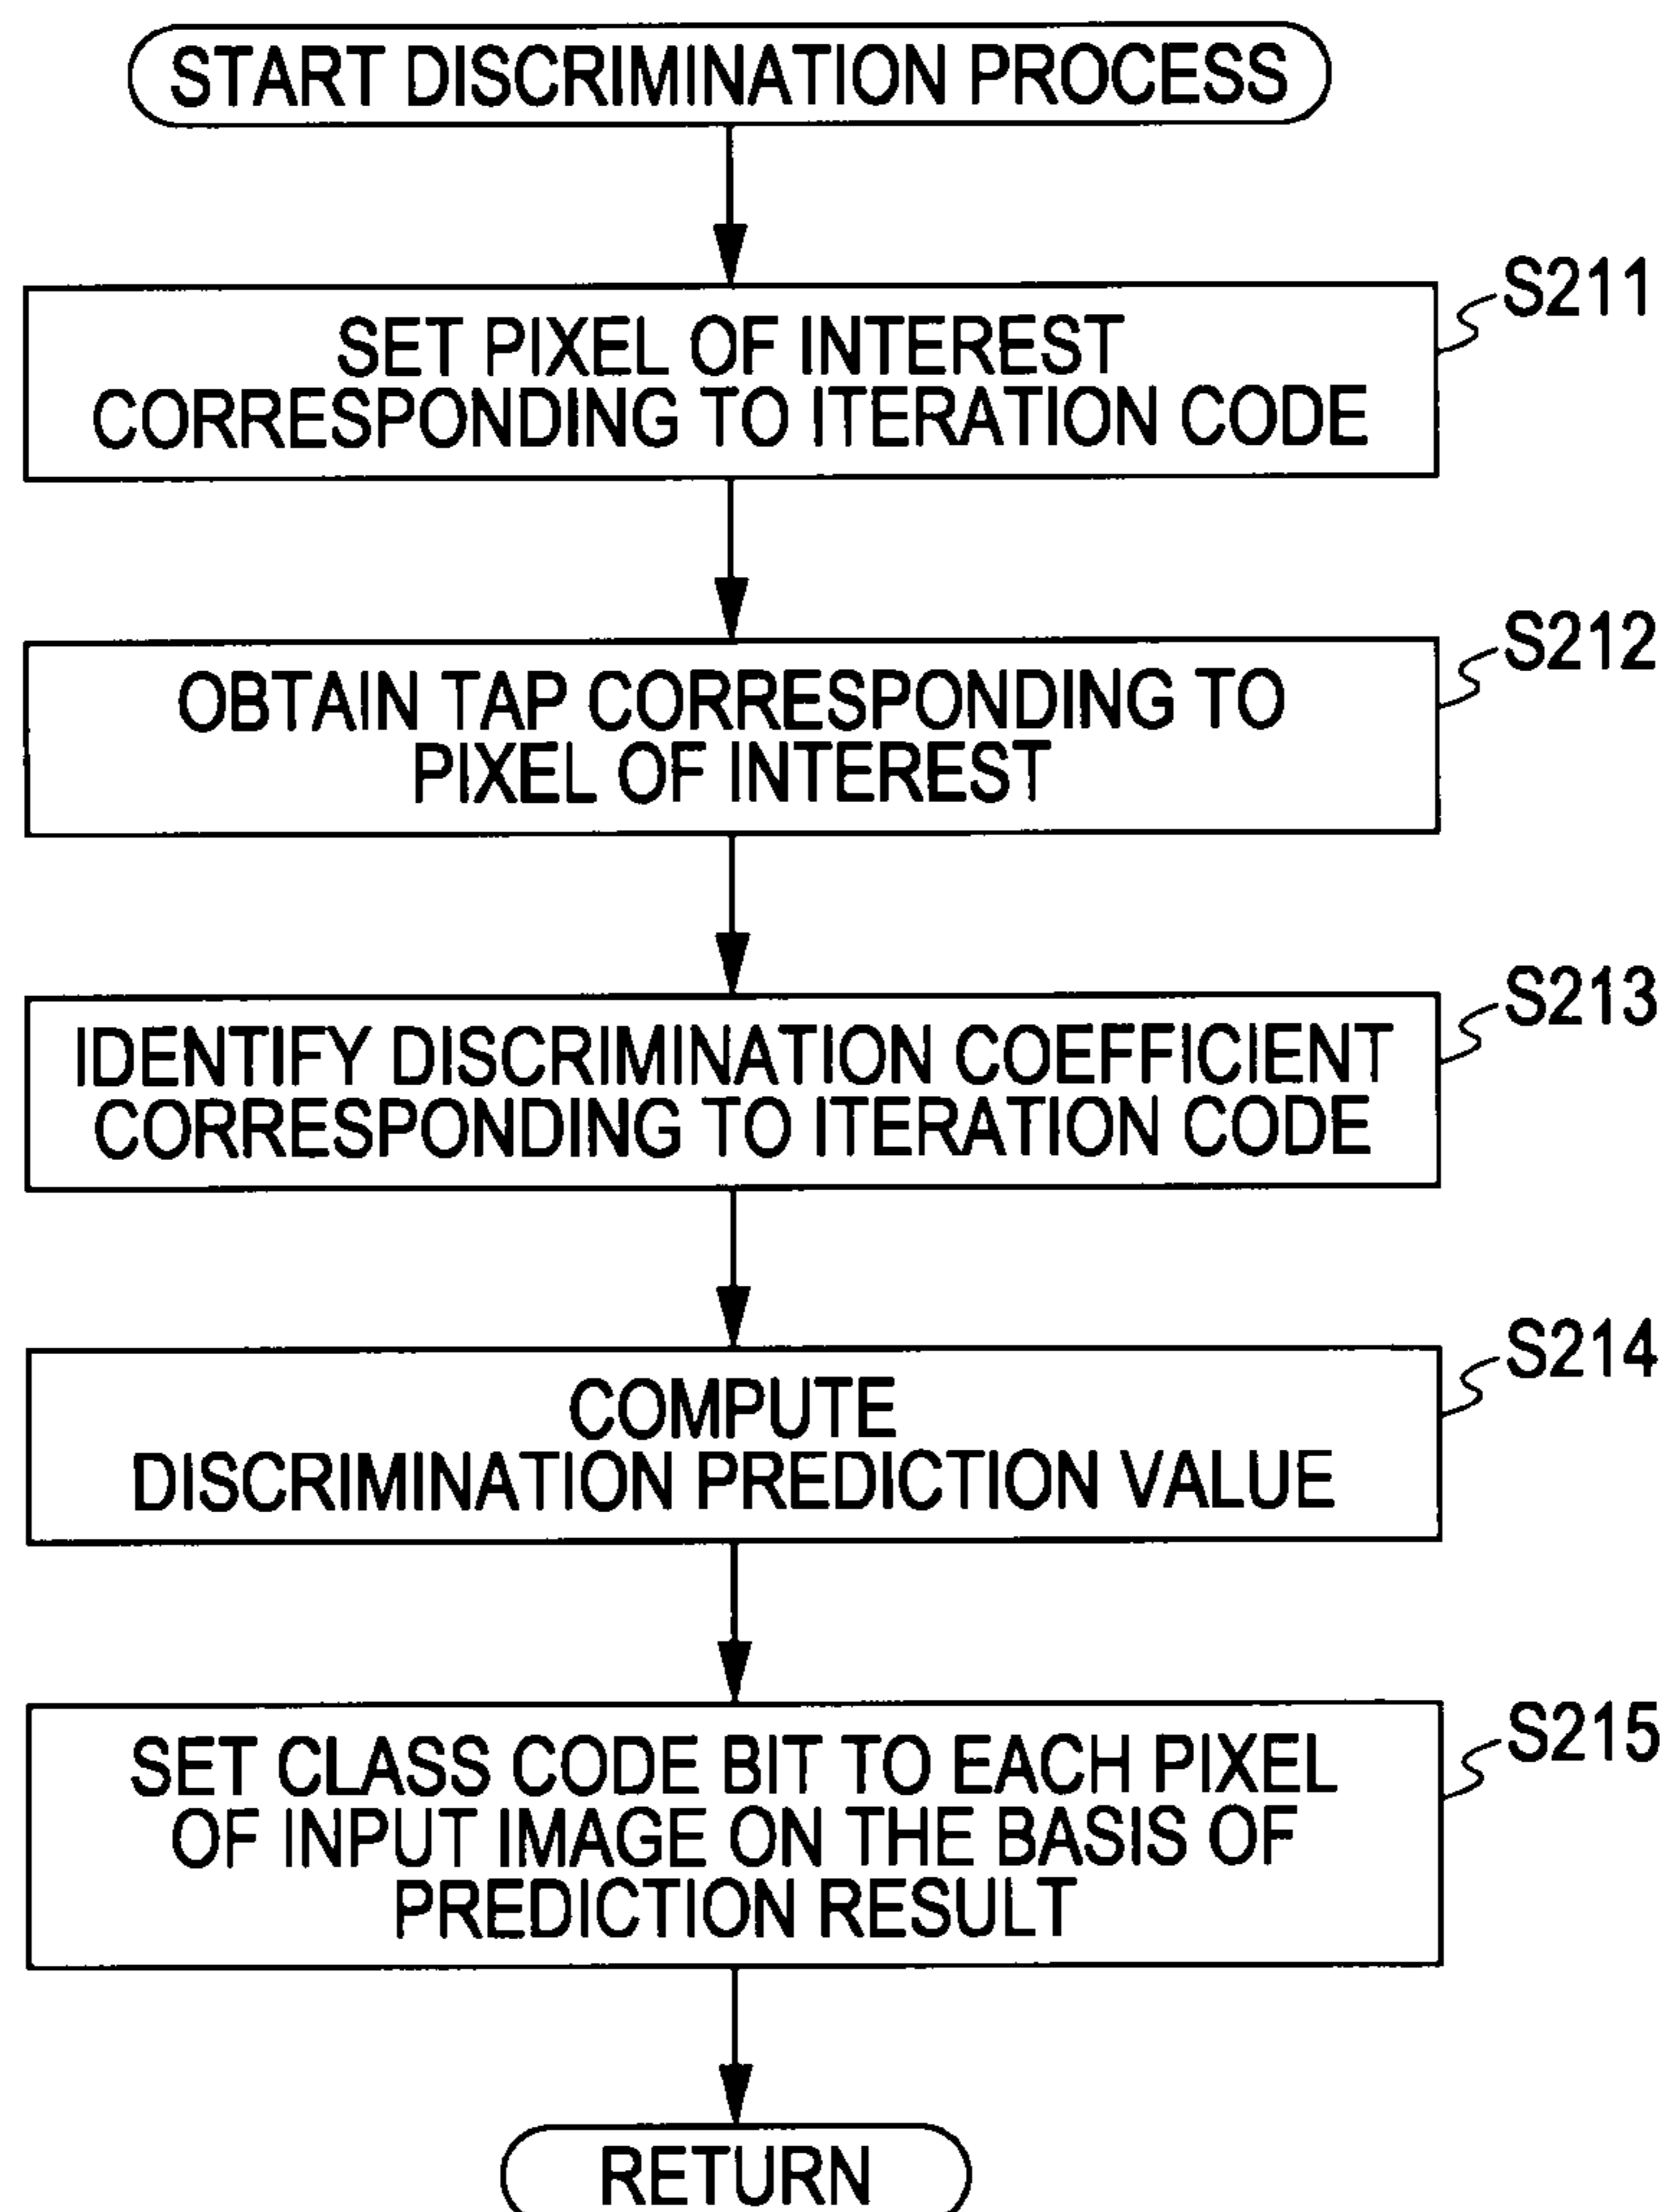 START DISCRIMINATION PROCESS
S211
SET PIXEL OF INTEREST
CORRESPONDING TO ITERATION CODE
S212
OBTAIN TAP CORRESPONDING TO
PIXEL OF INTEREST
S213
IDENTIFY DISCRIMINATION COEFFICIENT
CORRESPONDING TO ITERATION CODE
S214
COMPUTE
DISCRIMINATION PREDICTION VALUE
S215
SET CLASS CODE BIT TO EACH PIXEL
OF INPUT IMAGE ON THE BASIS OF
PREDICTION RESULT
RETURN